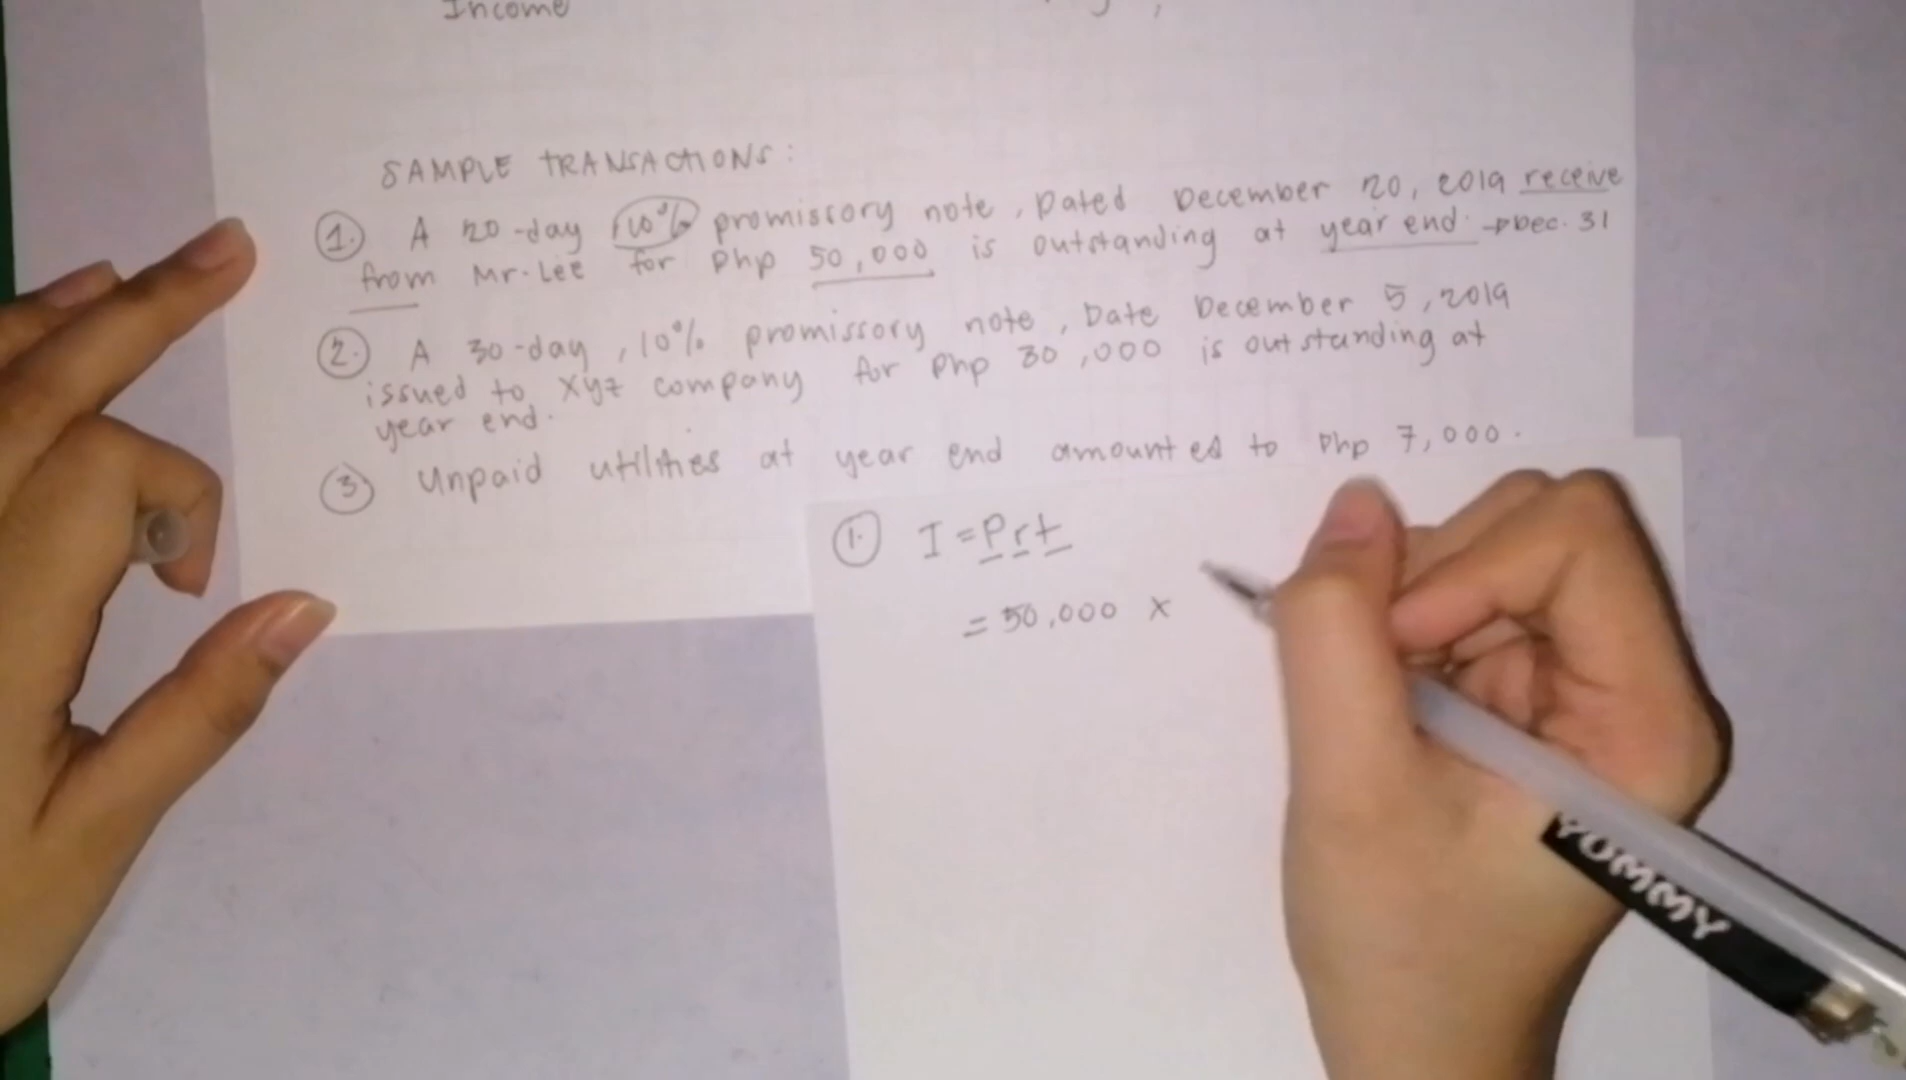 Income
SAMPLE TRANSACTIONS:
1. A 20-day, 10% promissory note, Dated December 20, 2019 receive
from Mr. Lee for Php 50,000 is outstanding at year end. → Dec. 31
2. A 30-day, 10% promissory note, Date December 5, 2019
issued to XYZ company for Php 30,000 is outstanding at
year end.
3. Unpaid utilities at year end amounted to Php 7,000.
1. I = Prt
= 50,000 x
YOMMY